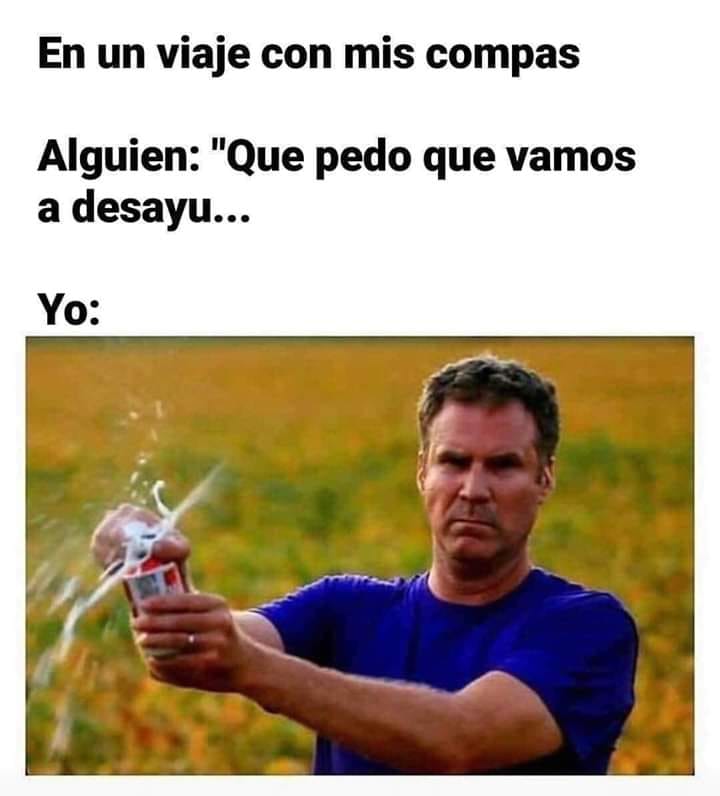 En un viaje con mis compas
Alguien: "Que pedo que vamos
a desayu...
Yo: